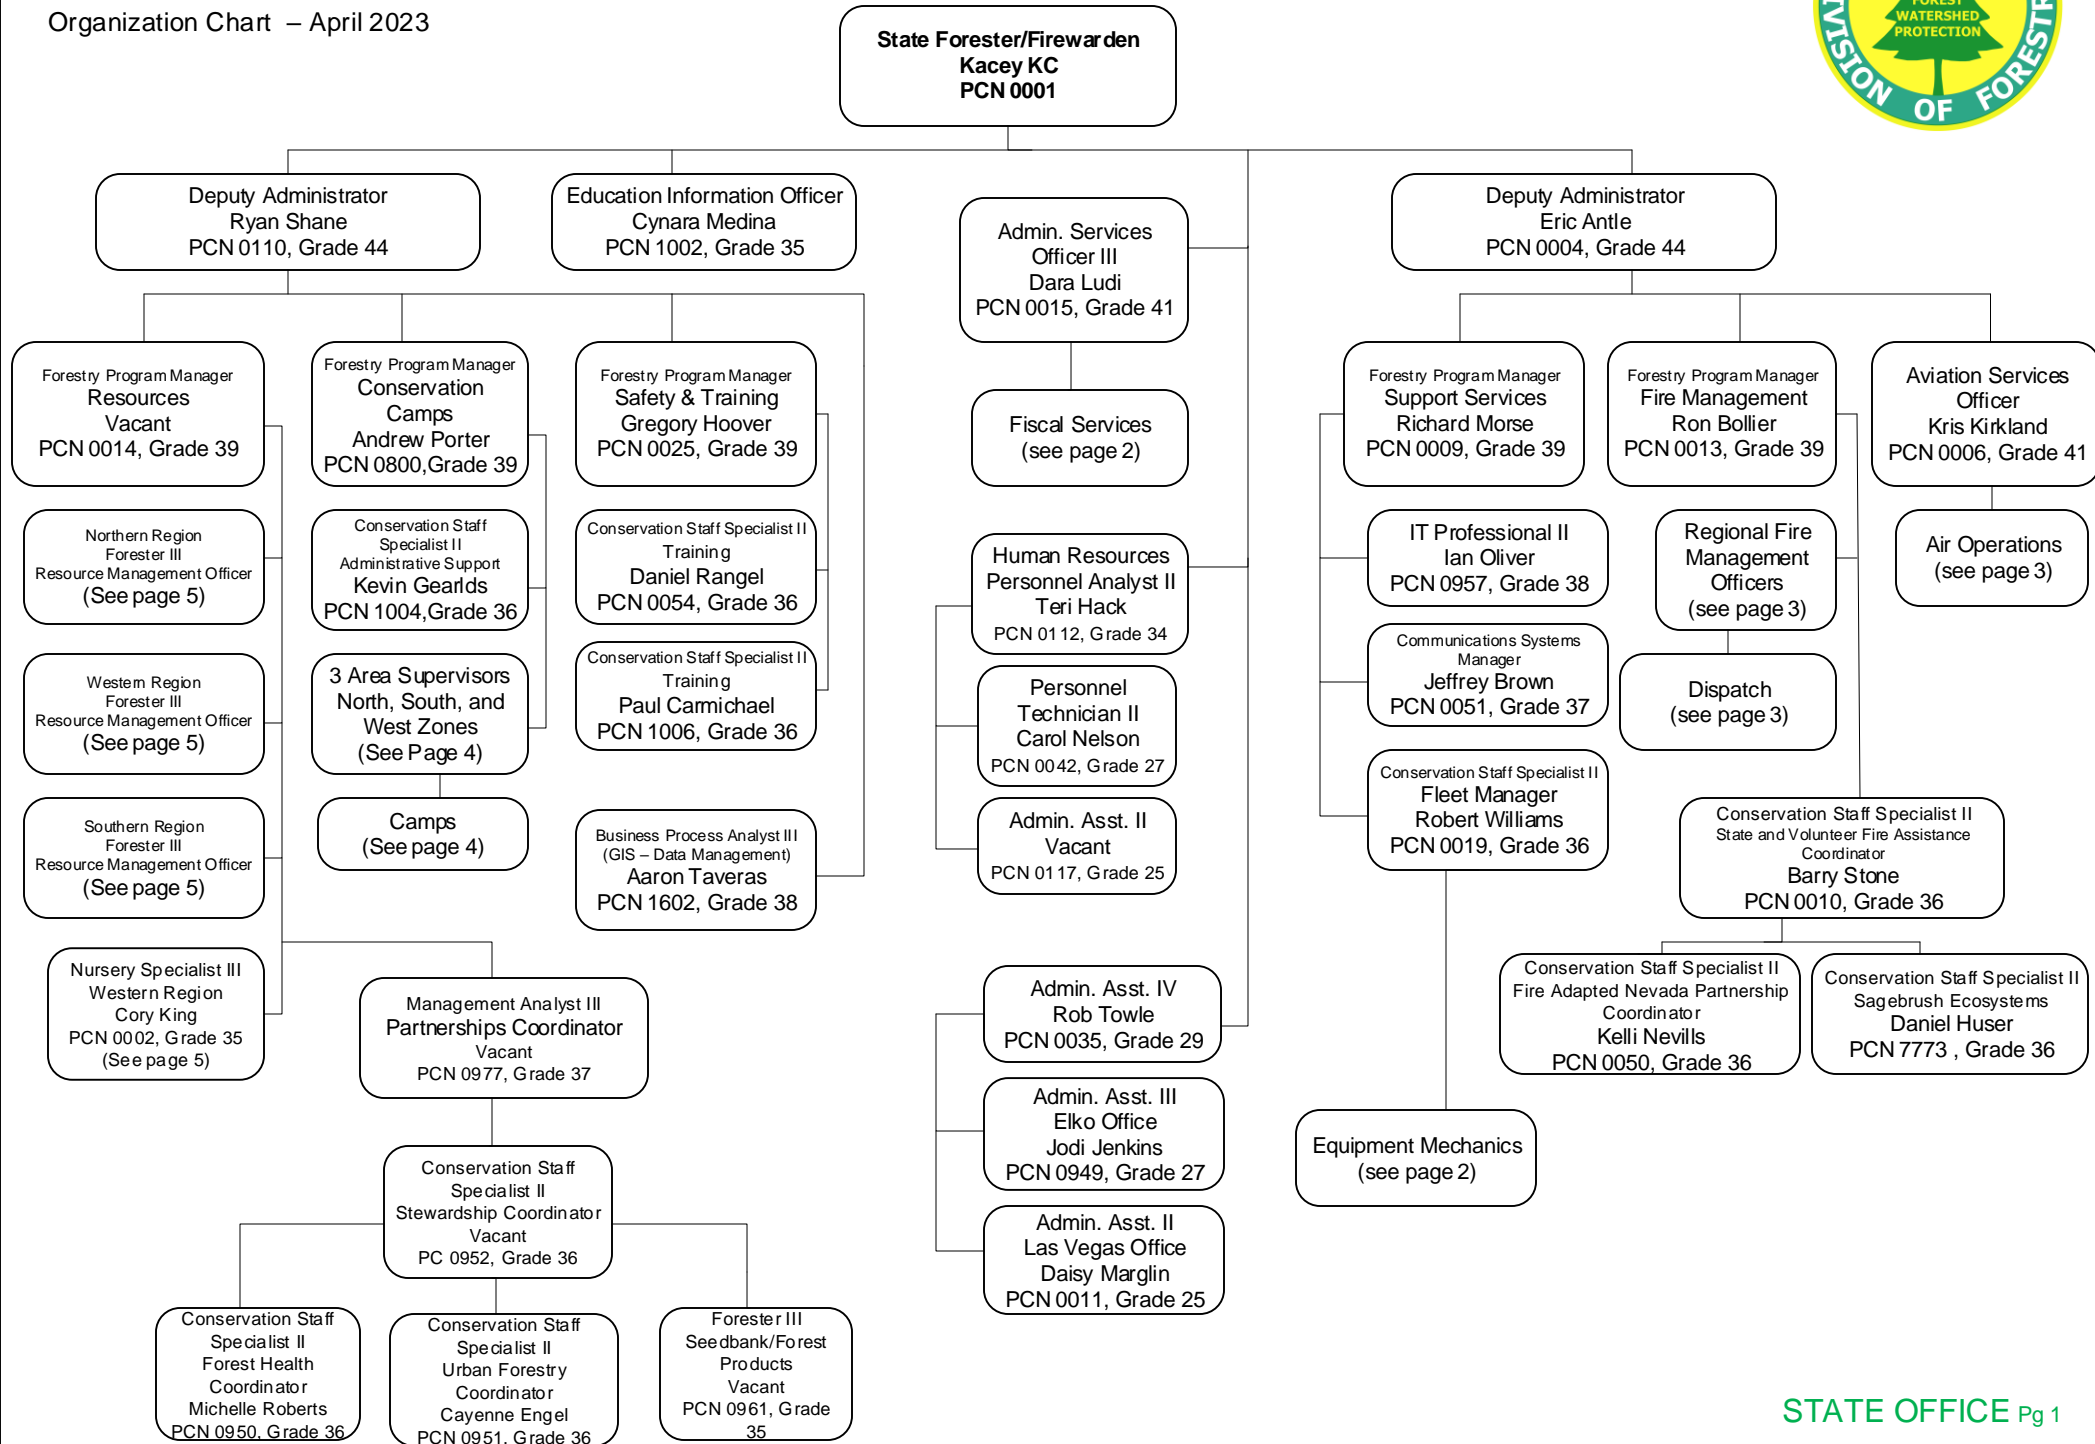 Organization Chart – April 2023
State Forester/Firewarden
Kacey KC
PCN 0001
FOREST
WATERSHED
PROTECTION
DIVISION OF FORESTR
Deputy Administrator
Ryan Shane
PCN 0110, Grade 44
Education Information Officer
Cynara Medina
PCN 1002, Grade 35
Admin. Services
Officer III
Dara Ludi
PCN 0015, Grade 41
Deputy Administrator
Eric Antle
PCN 0004, Grade 44
Forestry Program Manager
Resources
Vacant
PCN 0014, Grade 39
Forestry Program Manager
Conservation
Camps
Andrew Porter
PCN 0800,Grade 39
Forestry Program Manager
Safety & Training
Gregory Hoover
PCN 0025, Grade 39
Fiscal Services
(see page 2)
Forestry Program Manager
Support Services
Richard Morse
PCN 0009, Grade 39
Forestry Program Manager
Fire Management
Ron Bollier
PCN 0013, Grade 39
Aviation Services
Officer
Kris Kirkland
PCN 0006, Grade 41
Northern Region
Forester III
Resource Management Officer
(See page 5)
Conservation Staff
Specialist II
Administrative Support
Kevin Gearlds
PCN 1004,Grade 36
Conservation Staff Specialist II
Training
Daniel Rangel
PCN 0054, Grade 36
Human Resources
Personnel Analyst II
Teri Hack
PCN 0112, Grade 34
IT Professional II
Ian Oliver
PCN 0957, Grade 38
Regional Fire
Management
Officers
(see page 3)
Air Operations
(see page 3)
Western Region
Forester III
Resource Management Officer
(See page 5)
3 Area Supervisors
North, South, and
West Zones
(See Page 4)
Conservation Staff Specialist II
Training
Paul Carmichael
PCN 1006, Grade 36
Personnel
Technician II
Carol Nelson
PCN 0042, Grade 27
Communications Systems
Manager
Jeffrey Brown
PCN 0051, Grade 37
Dispatch
(see page 3)
Southern Region
Forester III
Resource Management Officer
(See page 5)
Camps
(See page 4)
Business Process Analyst III
(GIS – Data Management)
Aaron Taveras
PCN 1602, Grade 38
Admin. Asst. II
Vacant
PCN 0117, Grade 25
Conservation Staff Specialist II
Fleet Manager
Robert Williams
PCN 0019, Grade 36
Conservation Staff Specialist II
State and Volunteer Fire Assistance
Coordinator
Barry Stone
PCN 0010, Grade 36
Nursery Specialist III
Western Region
Cory King
PCN 0002, Grade 35
(See page 5)
Management Analyst III
Partnerships Coordinator
Vacant
PCN 0977, Grade 37
Admin. Asst. IV
Rob Towle
PCN 0035, Grade 29
Conservation Staff Specialist II
Fire Adapted Nevada Partnership
Coordinator
Kelli Nevills
PCN 0050, Grade 36
Conservation Staff Specialist II
Sagebrush Ecosystems
Daniel Huser
PCN 7773 , Grade 36
Admin. Asst. III
Elko Office
Jodi Jenkins
PCN 0949, Grade 27
Equipment Mechanics
(see page 2)
Conservation Staff
Specialist II
Stewardship Coordinator
Vacant
PC 0952, Grade 36
Admin. Asst. II
Las Vegas Office
Daisy Marglin
PCN 0011, Grade 25
Conservation Staff
Specialist II
Forest Health
Coordinator
Michelle Roberts
PCN 0950, Grade 36
Conservation Staff
Specialist II
Urban Forestry
Coordinator
Cayenne Engel
PCN 0951, Grade 36
Forester III
Seedbank/Forest
Products
Vacant
PCN 0961, Grade
35
STATE OFFICE Pg 1